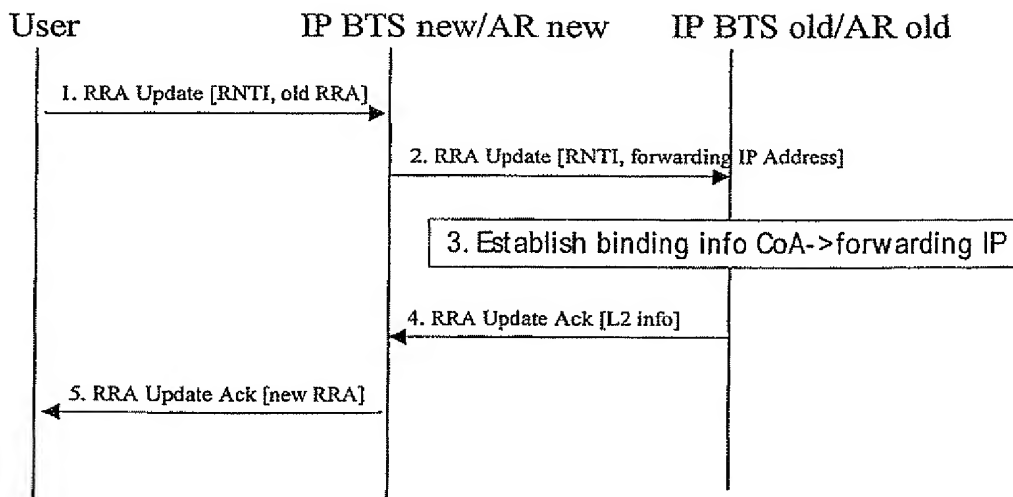 User
IP BTS new/AR new
IP BTS old/AR old
1. RRA Update [RNTI, old RRA]
2. RRA Update [RNTI, forwarding IP Address]
3. Establish binding info CoA->forwarding IP
4. RRA Update Ack [L2 info]
5. RRA Update Ack [new RRA]